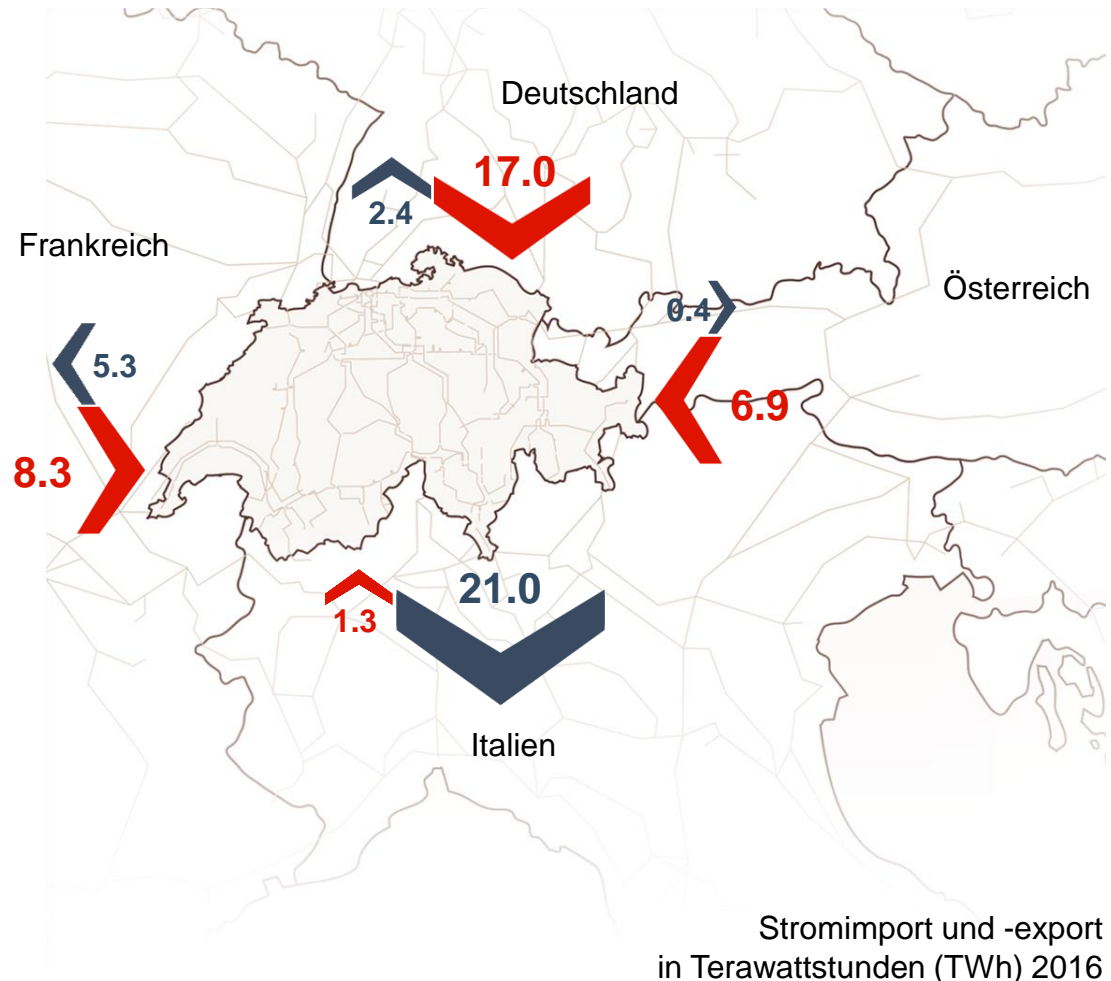 Deutschland
17.0
2.4
Frankreich
Österreich
0.4
5.3
6.9
8.3
21.0
1.3
Italien
Stromimport und -export
in Terawattstunden (TWh) 2016